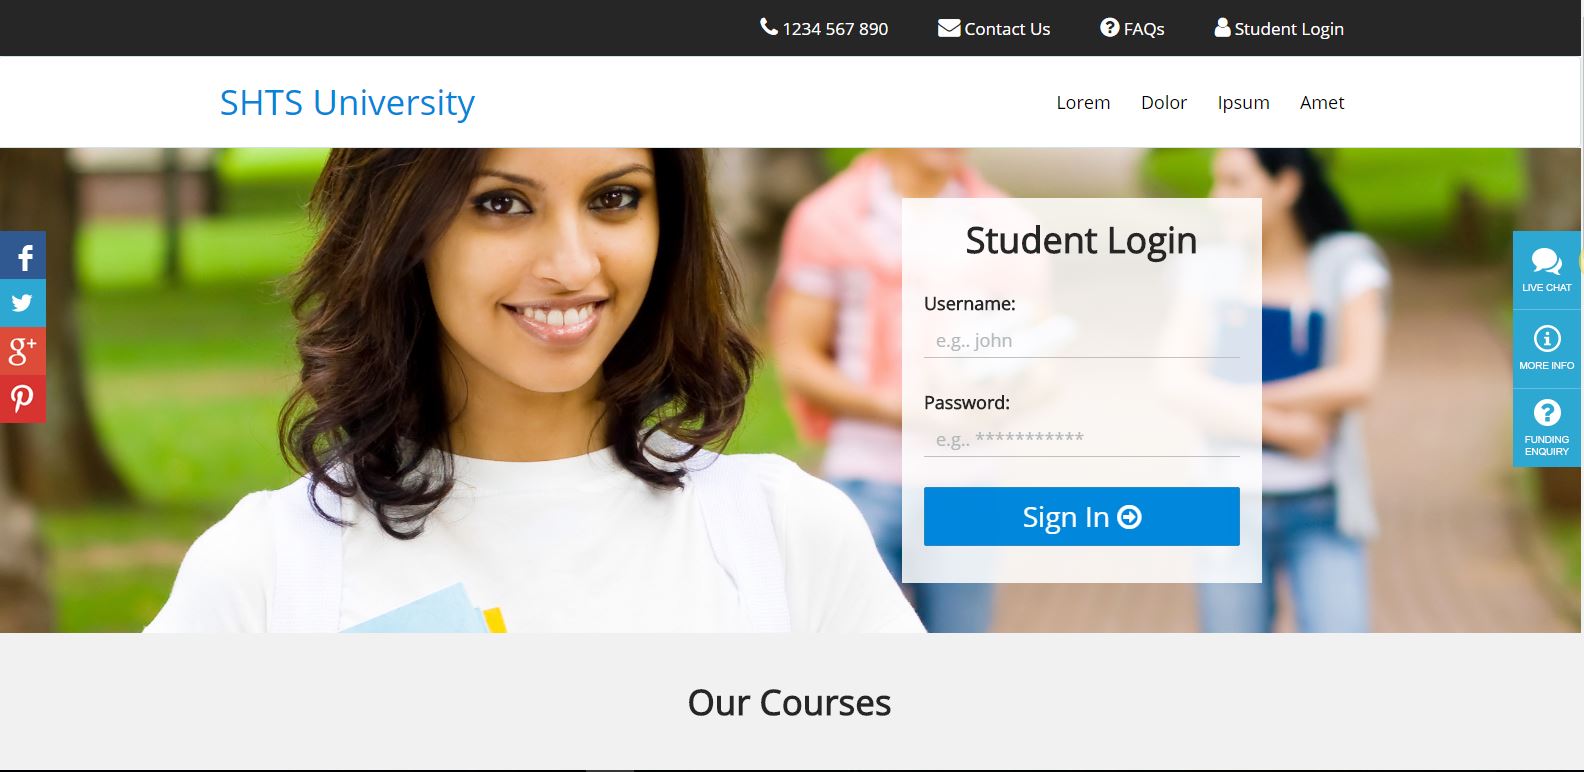 1234 567 890 Contact Us FAQs Student Login
SHTS University
Lorem Dolor Ipsum Amet
Student Login
Username:
e.g.. john
Password:
e.g.. ***********
Sign In
f
g+
LIVE CHAT
MORE INFO
FUNDING
ENQUIRY
Our Courses